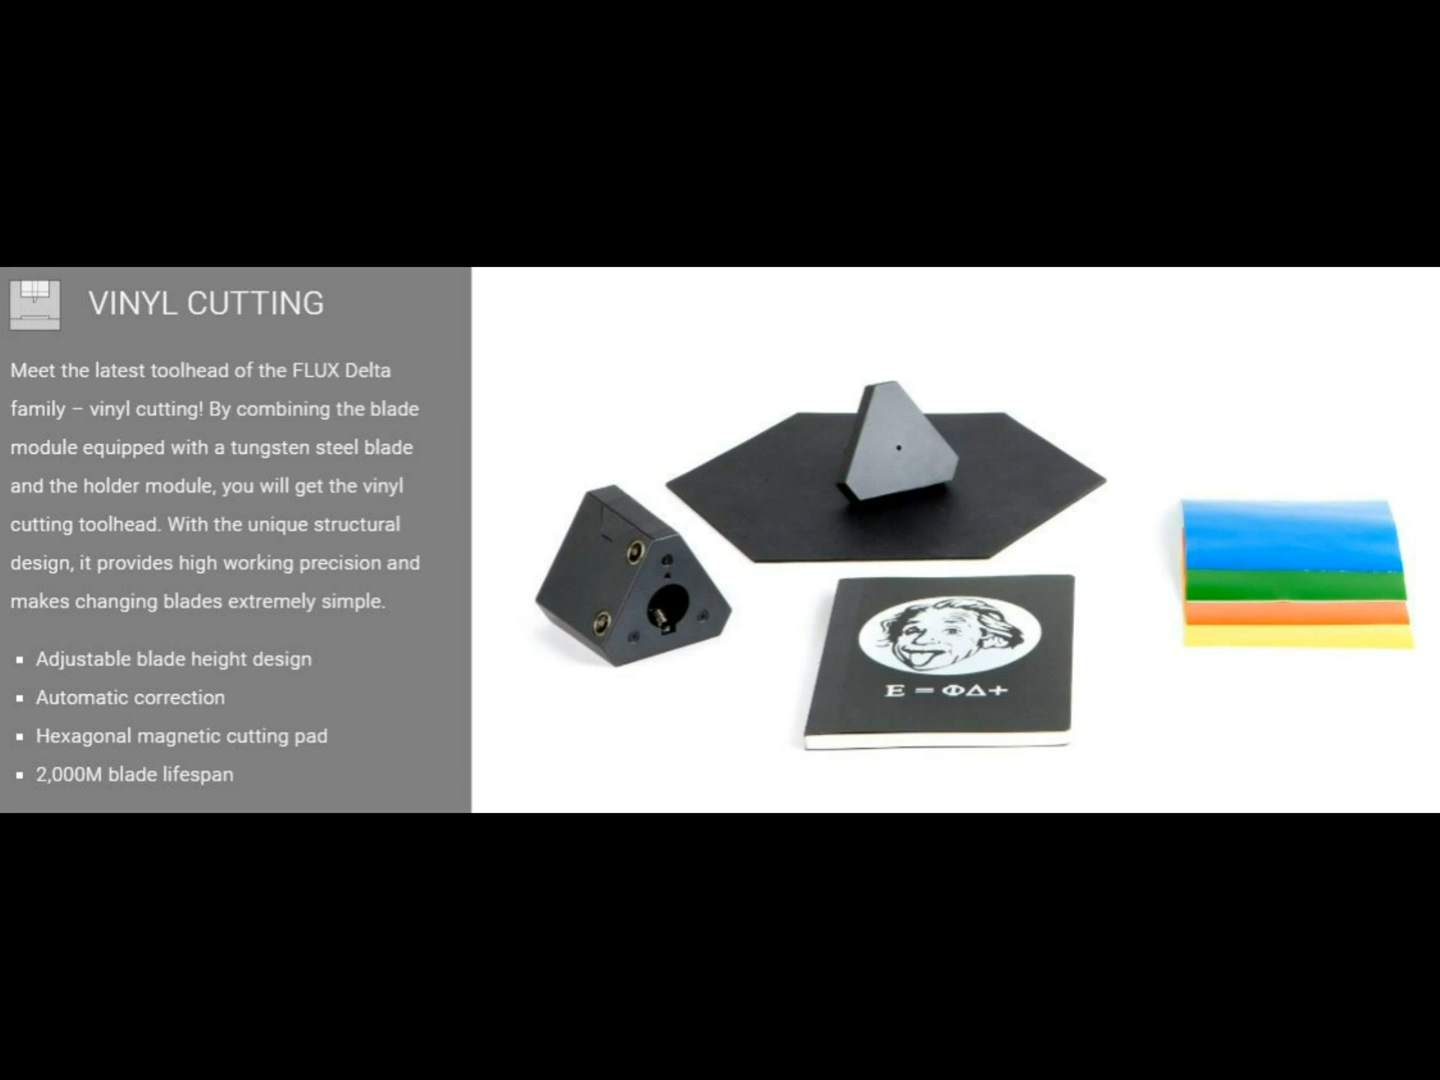 VINYL CUTTING
Meet the latest toolhead of the FLUX Delta
family – vinyl cutting! By combining the blade
module equipped with a tungsten steel blade
and the holder module, you will get the vinyl
cutting toolhead. With the unique structural
design, it provides high working precision and
makes changing blades extremely simple.
▪ Adjustable blade height design
▪ Automatic correction
▪ Hexagonal magnetic cutting pad
▪ 2,000M blade lifespan
E = ΦΔ+